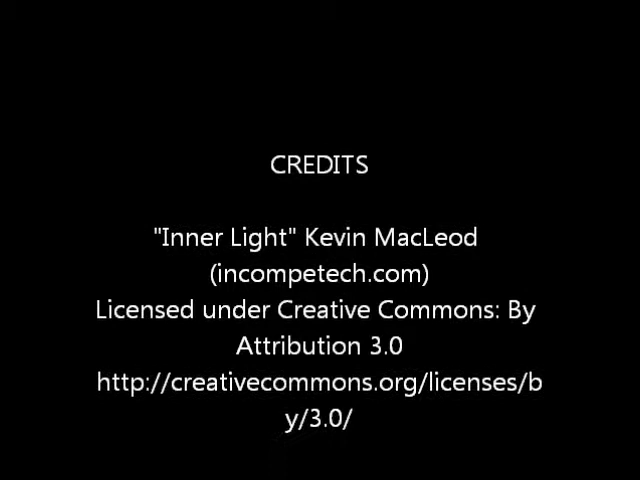 CREDITS
"Inner Light" Kevin MacLeod
(incompetech.com)
Licensed under Creative Commons: By
Attribution 3.0
http://creativecommons.org/licenses/b
y/3.0/